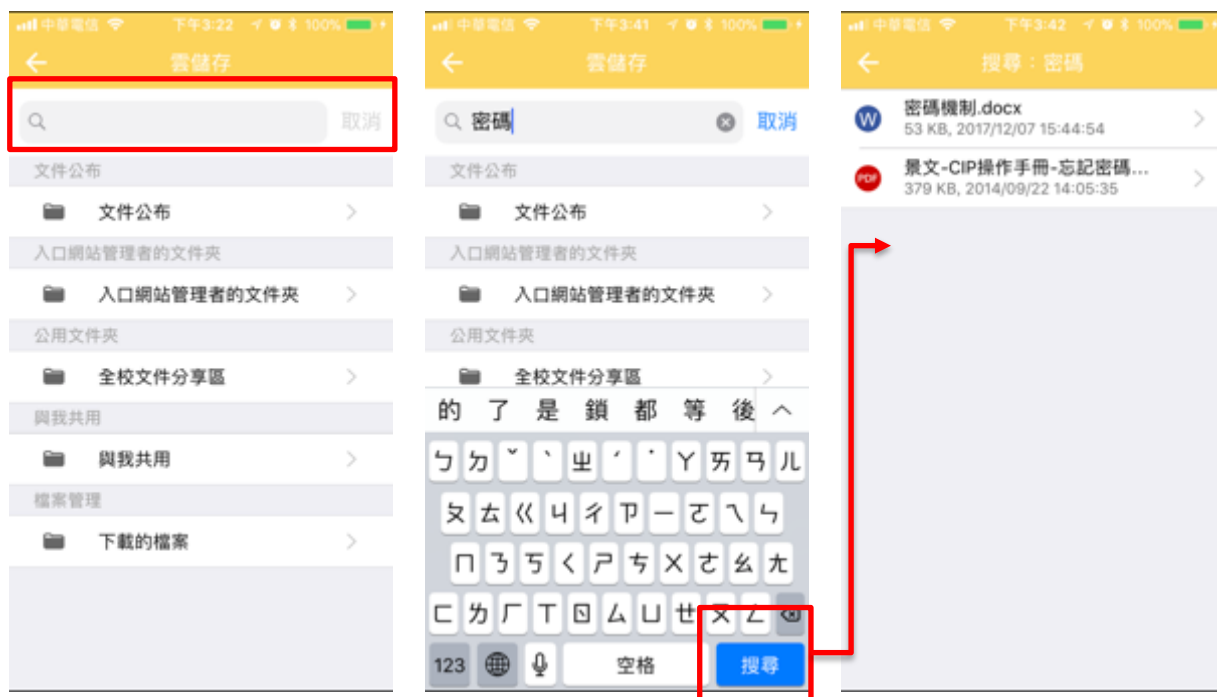 中華電信 下午3:22 100%
雲儲存
取消
文件公布
文件公布
入口網站管理者的文件夾
入口網站管理者的文件夾
公用文件夾
全校文件分享區
與我共用
與我共用
檔案管理
下載的檔案
中華電信 下午3:41 100%
雲儲存
密碼 取消
文件公布
文件公布
入口網站管理者的文件夾
入口網站管理者的文件夾
公用文件夾
全校文件分享區
的 了 是 鎖 都 等 後
ㄅ ㄉ ˇ ˋ ㄓ ˊ ˙ ㄚ ㄞ ㄢ ㄦ
ㄆ ㄊ ㄍ ㄐ ㄔ ㄗ ㄧ ㄛ ㄟ ㄣ
ㄇ ㄋ ㄎ ㄑ ㄕ ㄘ ㄨ ㄜ ㄠ ㄤ
ㄈ ㄌ ㄏ ㄒ ㄖ ㄙ ㄩ ㄝ ㄡ ㄥ
123 空格 搜尋
中華電信 下午3:42 100%
搜尋：密碼
W 密碼機制.docx
53 KB, 2017/12/07 15:44:54
PDF 景文-CIP操作手冊-忘記密碼...
379 KB, 2014/09/22 14:05:35